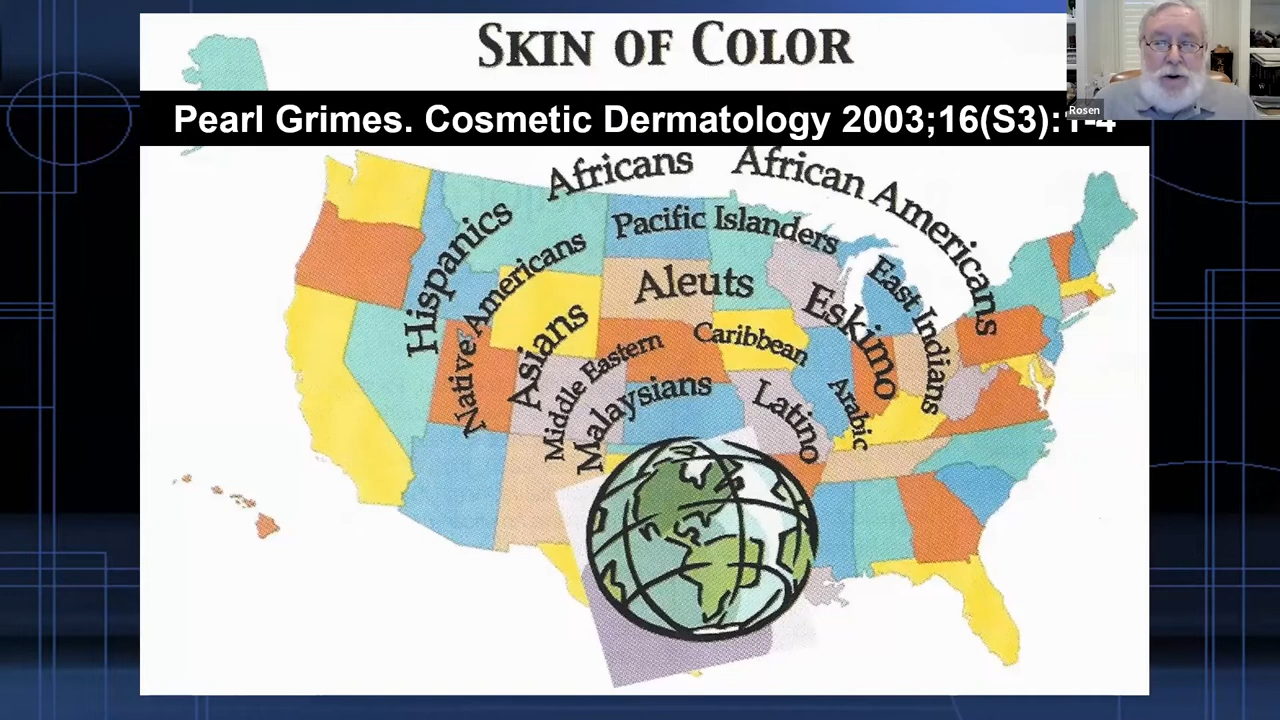 SKIN OF COLOR
Pearl Grimes. Cosmetic Dermatology 2003;16(S3):1-4
Rosen
Africans
African Americans
Hispanics
Pacific Islanders
Native Americans
Aleuts
East Indians
Asians
Eskimo
Middle Eastern
Caribbean
Malaysians
Latino
Arabic